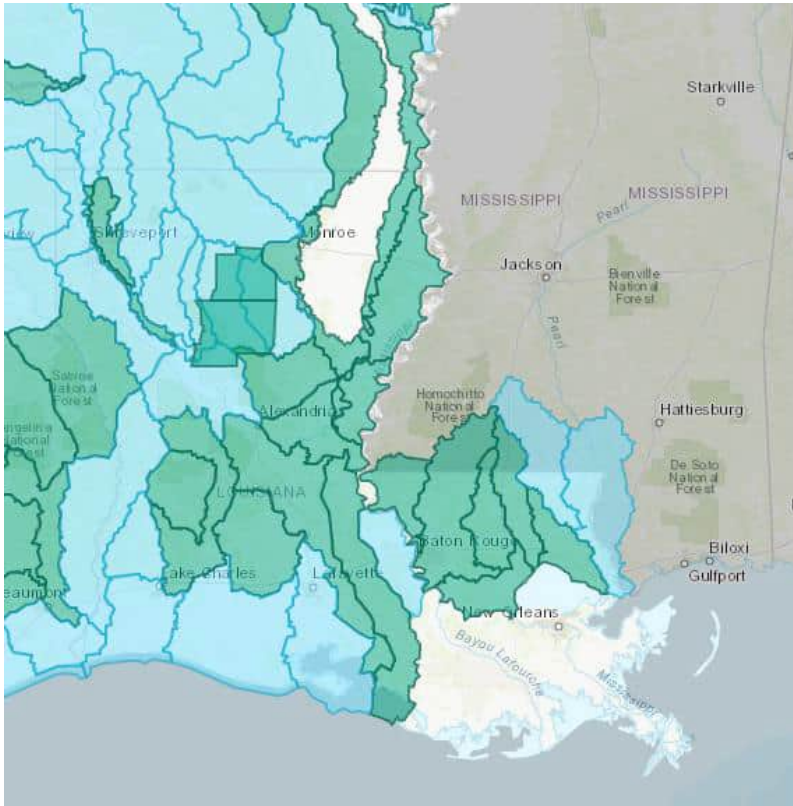 Starkville
MISSISSIPPI
MISSISSIPPI
Pearl
Shreveport
Monroe
Jackson
Bienville
National
Forest
Pearl
Sabine
National
Forest
Homochitto
National
Forest
Alexandria
Hattiesburg
De Soto
National
Forest
LOUISIANA
Baton Rouge
Lake Charles
Lafayette
Biloxi
Gulfport
eaumont
New Orleans
Bayou Lafourche
Mississippi